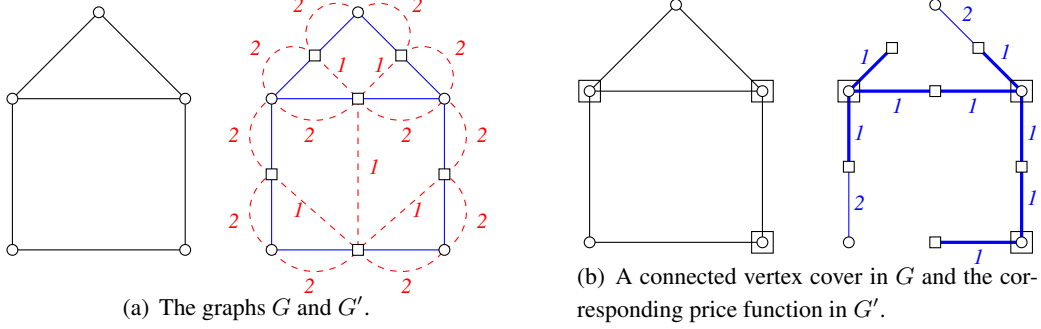 2 2
2 2
1 1
2 2 2 2
1
2 1 1 2
2 2
(a) The graphs G and G′.
2
1 1
1 1
1 1
2 1
1
(b) A connected vertex cover in G and the cor-
responding price function in G′.